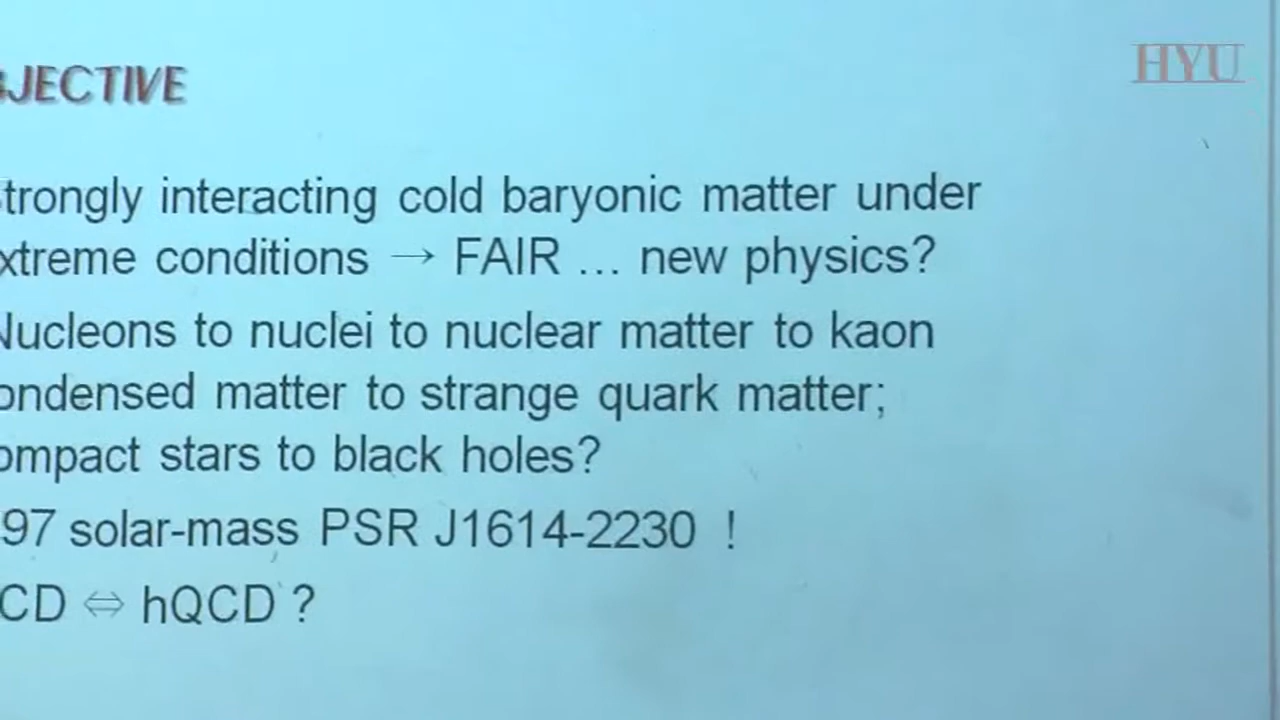 HYU
JECTIVE
trongly interacting cold baryonic matter under
xtreme conditions → FAIR ... new physics?
Nucleons to nuclei to nuclear matter to kaon
ondensed matter to strange quark matter;
ompact stars to black holes?
97 solar-mass PSR J1614-2230 !
CD ⇔ hQCD ?